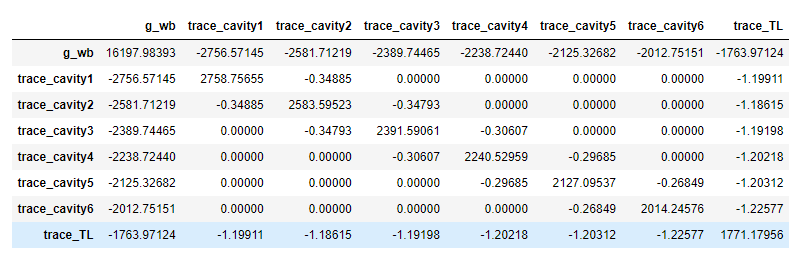 g_wb trace_cavity1 trace_cavity2 trace_cavity3 trace_cavity4 trace_cavity5 trace_cavity6 trace_TL
g_wb 16197.98393 -2756.57145 -2581.71219 -2389.74465 -2238.72440 -2125.32682 -2012.75151 -1763.97124
trace_cavity1 -2756.57145 2758.75655 -0.34885 0.00000 0.00000 0.00000 0.00000 -1.19911
trace_cavity2 -2581.71219 -0.34885 2583.59523 -0.34793 0.00000 0.00000 0.00000 -1.18615
trace_cavity3 -2389.74465 0.00000 -0.34793 2391.59061 -0.30607 0.00000 0.00000 -1.19198
trace_cavity4 -2238.72440 0.00000 0.00000 -0.30607 2240.52959 -0.29685 0.00000 -1.20218
trace_cavity5 -2125.32682 0.00000 0.00000 0.00000 -0.29685 2127.09537 -0.26849 -1.20312
trace_cavity6 -2012.75151 0.00000 0.00000 0.00000 0.00000 -0.26849 2014.24576 -1.22577
trace_TL -1763.97124 -1.19911 -1.18615 -1.19198 -1.20218 -1.20312 -1.22577 1771.17956